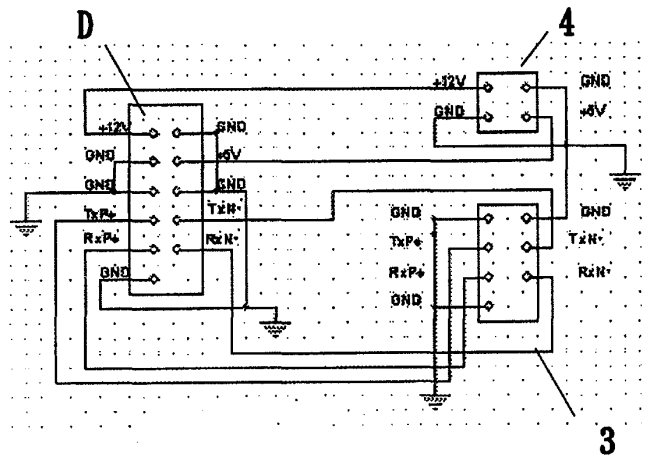 D
4
+12V GND
GND +5V
+12V GND
GND +5V
GND GND
TxP+ TxN-
RxP+ RxN-
GND
GND GND
TxP+ TxN-
RxP+ RxN-
GND
3